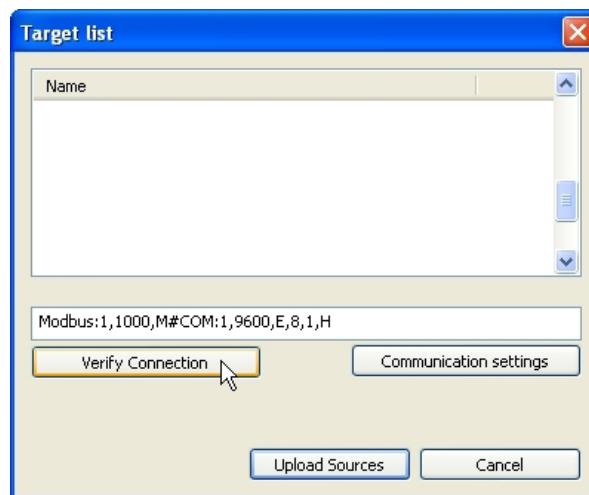 Target list
Name
Modbus:1,1000,M#COM:1,9600,E,8,1,H
Verify Connection
Communication settings
Upload Sources
Cancel